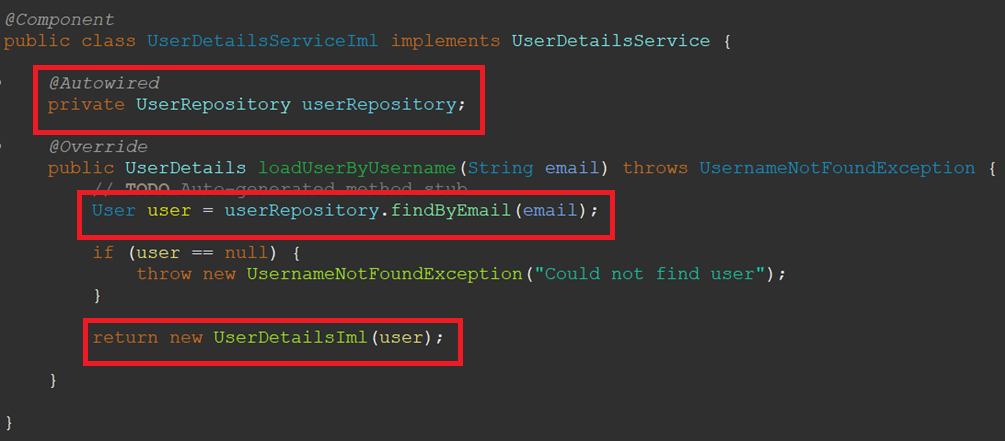 @Component
public class UserDetailsServiceIml implements UserDetailsService {
@Autowired
private UserRepository userRepository;
@Override
public UserDetails loadUserByUsername(String email) throws UsernameNotFoundException {
// TODO Auto-generated method stub
User user = userRepository.findByEmail(email);
if (user == null) {
throw new UsernameNotFoundException("Could not find user");
}
return new UserDetailsIml(user);
}
}